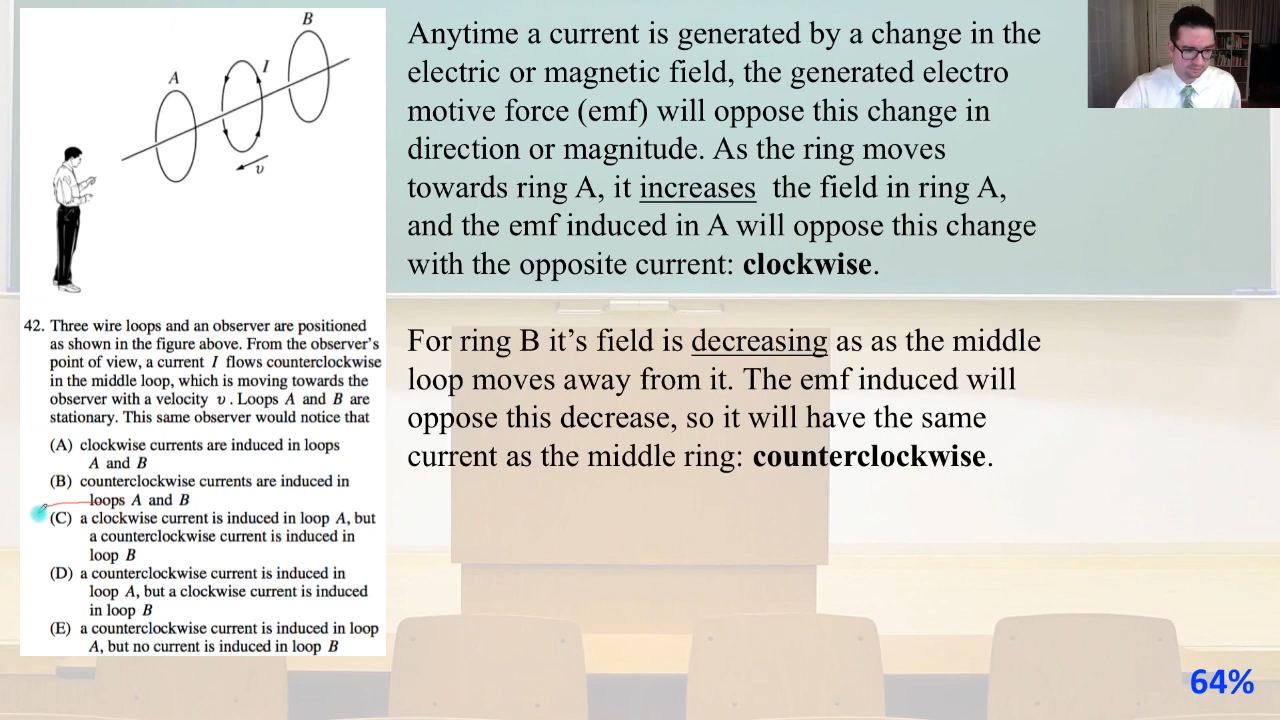 B
A
I
υ
42. Three wire loops and an observer are positioned
as shown in the figure above. From the observer's
point of view, a current I flows counterclockwise
in the middle loop, which is moving towards the
observer with a velocity υ. Loops A and B are
stationary. This same observer would notice that
(A) clockwise currents are induced in loops
A and B
(B) counterclockwise currents are induced in
loops A and B
(C) a clockwise current is induced in loop A, but
a counterclockwise current is induced in
loop B
(D) a counterclockwise current is induced in
loop A, but a clockwise current is induced
in loop B
(E) a counterclockwise current is induced in loop
A, but no current is induced in loop B
Anytime a current is generated by a change in the
electric or magnetic field, the generated electro
motive force (emf) will oppose this change in
direction or magnitude. As the ring moves
towards ring A, it increases the field in ring A,
and the emf induced in A will oppose this change
with the opposite current: clockwise.
For ring B it’s field is decreasing as as the middle
loop moves away from it. The emf induced will
oppose this decrease, so it will have the same
current as the middle ring: counterclockwise.
64%